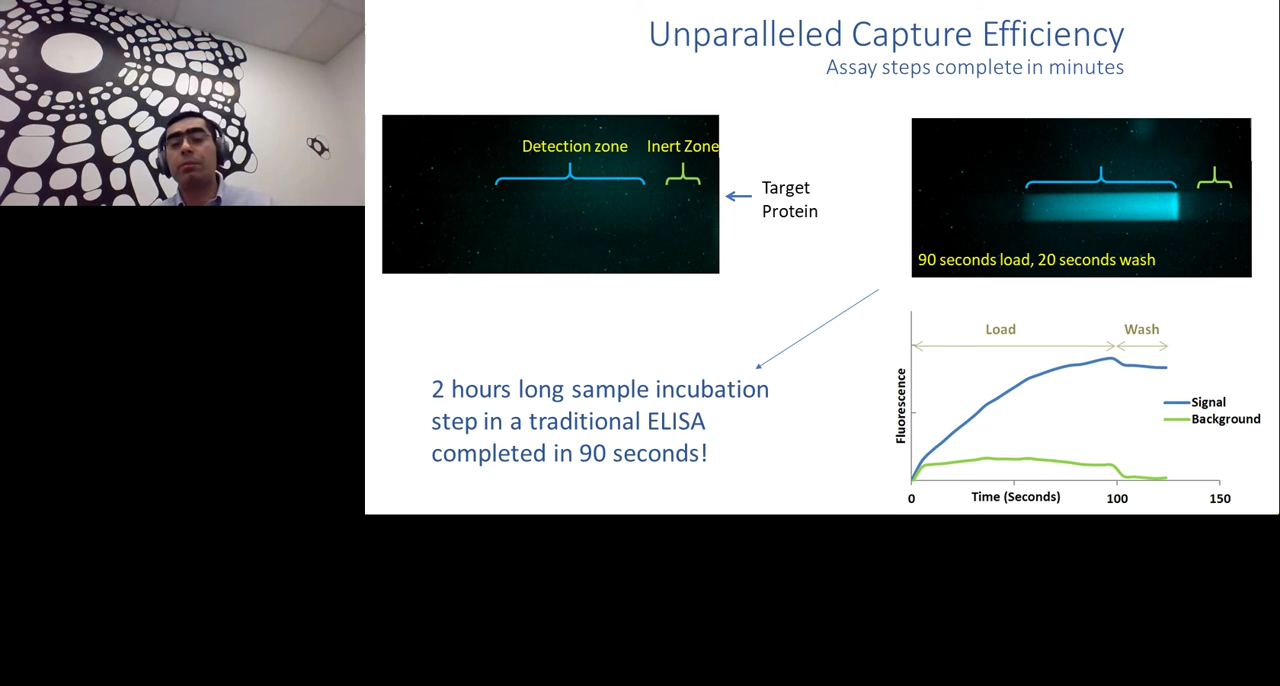 Unparalleled Capture Efficiency
Assay steps complete in minutes
Detection zone
Inert Zone
Target
Protein
90 seconds load, 20 seconds wash
2 hours long sample incubation
step in a traditional ELISA
completed in 90 seconds!
Load
Wash
Fluorescence
Signal
Background
0
100
150
Time (Seconds)